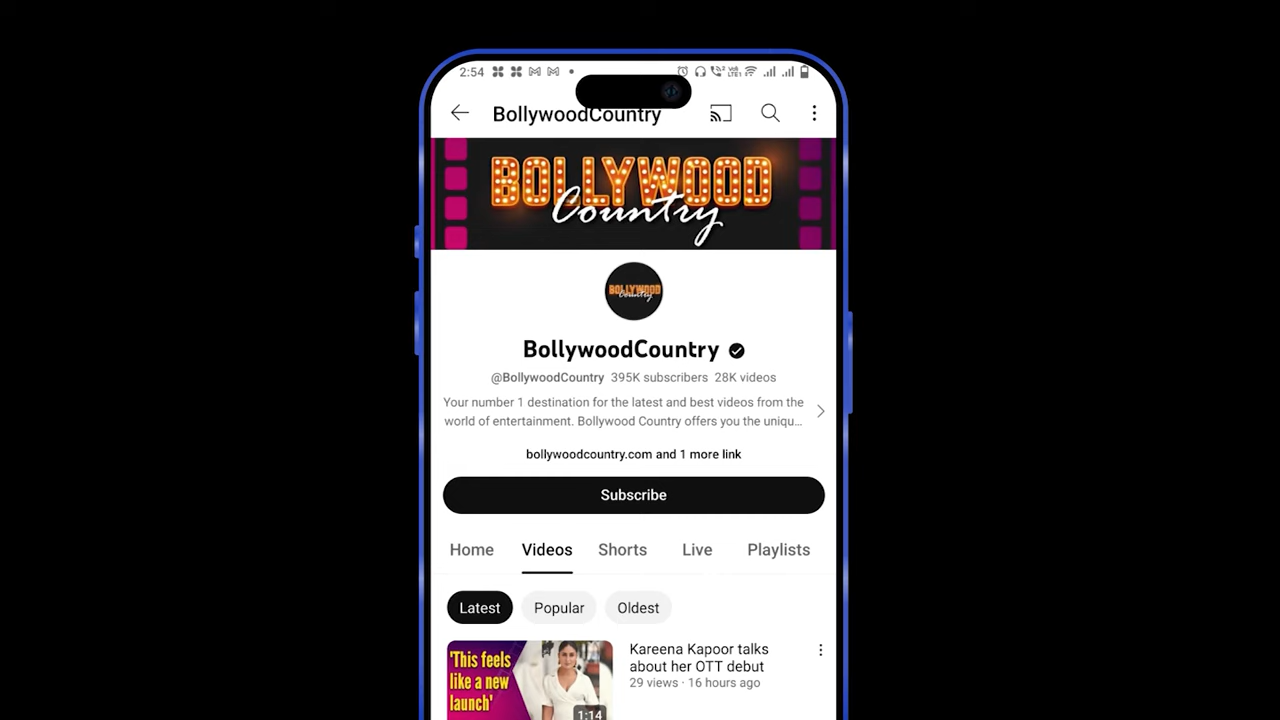 2:54
BollywoodCountry
BOLLYWOOD
Country
BOLLYWOOD
Country
BollywoodCountry
@BollywoodCountry 395K subscribers 28K videos
Your number 1 destination for the latest and best videos from the
world of entertainment. Bollywood Country offers you the uniqu...
bollywoodcountry.com and 1 more link
Subscribe
Home Videos Shorts Live Playlists
Latest Popular Oldest
'This feels
like a new
launch'
1:14
Kareena Kapoor talks
about her OTT debut
29 views · 16 hours ago